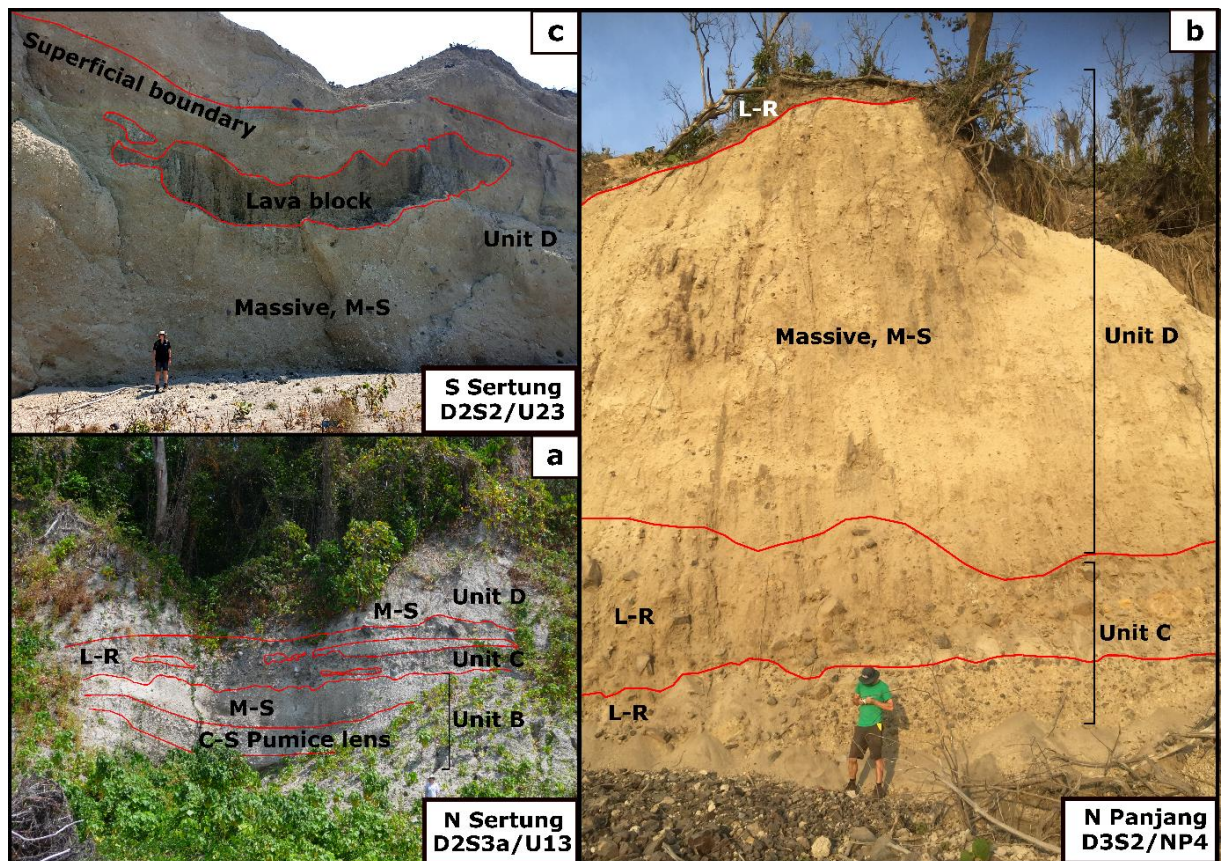 c
Superficial boundary
Lava block
Unit D
Massive, M-S
S Sertung
D2S2/U23
a
Unit D
M-S
L-R
Unit C
M-S
Unit B
C-S Pumice lens
N Sertung
D2S3a/U13
b
L-R
Massive, M-S
Unit D
L-R
Unit C
L-R
N Panjang
D3S2/NP4